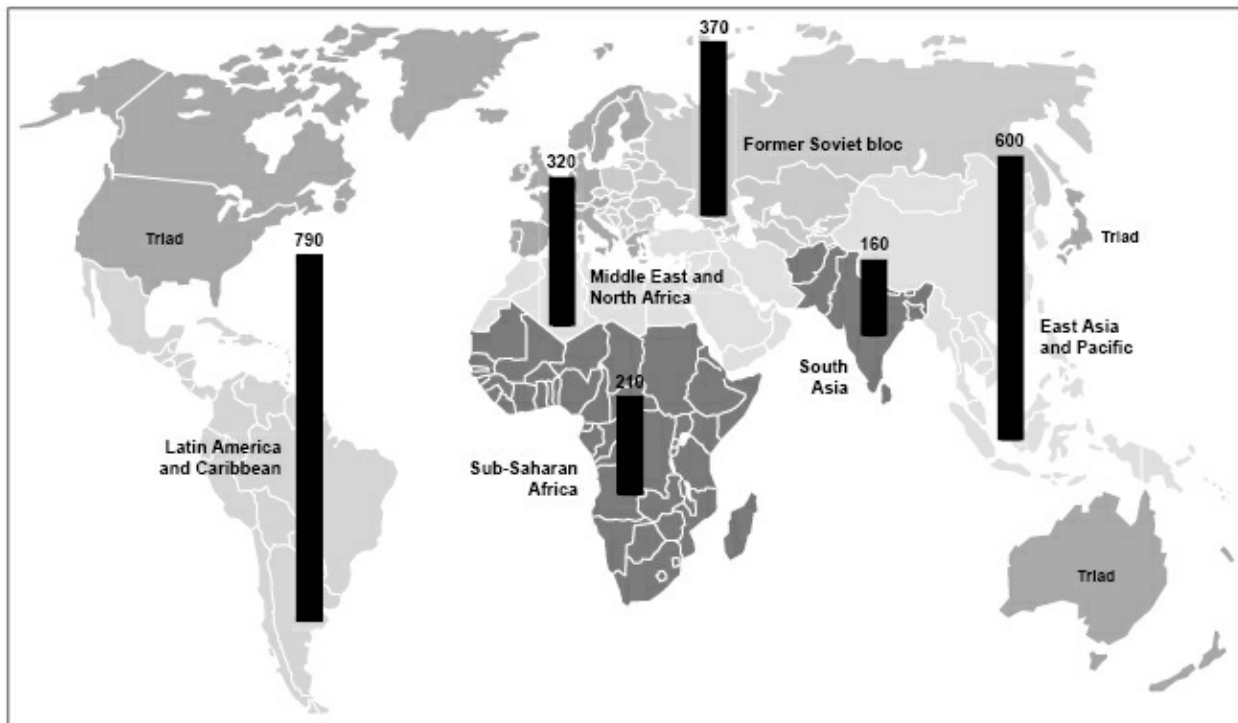 370
Former Soviet bloc
600
320
Triad
790
160
Triad
Middle East and
North Africa
East Asia
and Pacific
South
Asia
210
Latin America
and Caribbean
Sub-Saharan
Africa
Triad